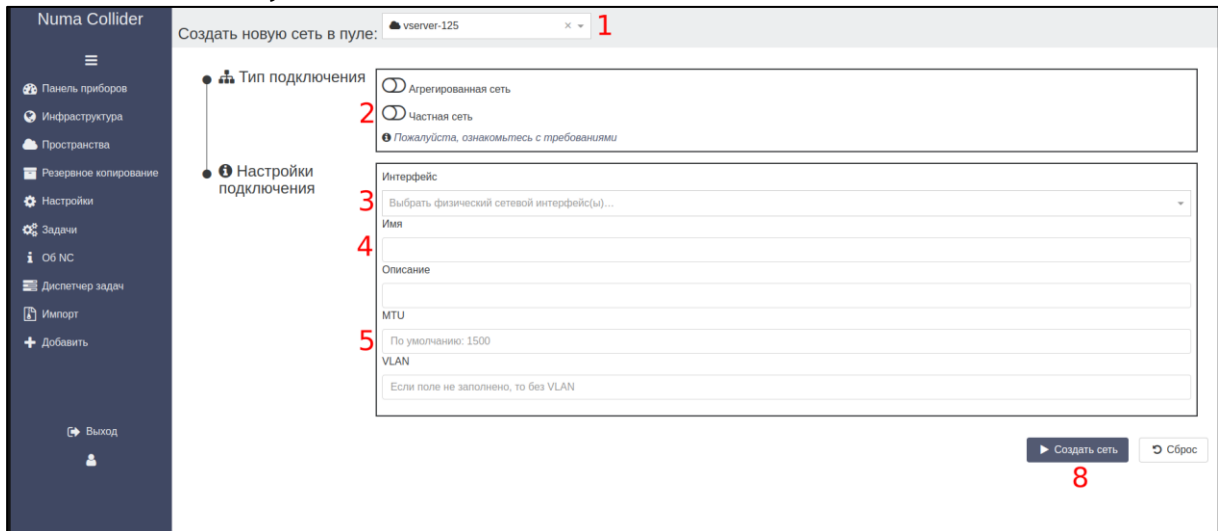 Numa Collider
Создать новую сеть в пуле:
vserver-125
1
Панель приборов
Инфраструктура
Пространства
Резервное копирование
Настройки
Задачи
Об NC
Диспетчер задач
Импорт
Добавить
Выход
Тип подключения
Агрегированная сеть
2
Частная сеть
Пожалуйста, ознакомьтесь с требованиями
Настройки
подключения
Интерфейс
3
Выбрать физический сетевой интерфейс(ы)...
Имя
4
Описание
MTU
5
По умолчанию: 1500
VLAN
Если поле не заполнено, то без VLAN
Создать сеть
Сброс
8